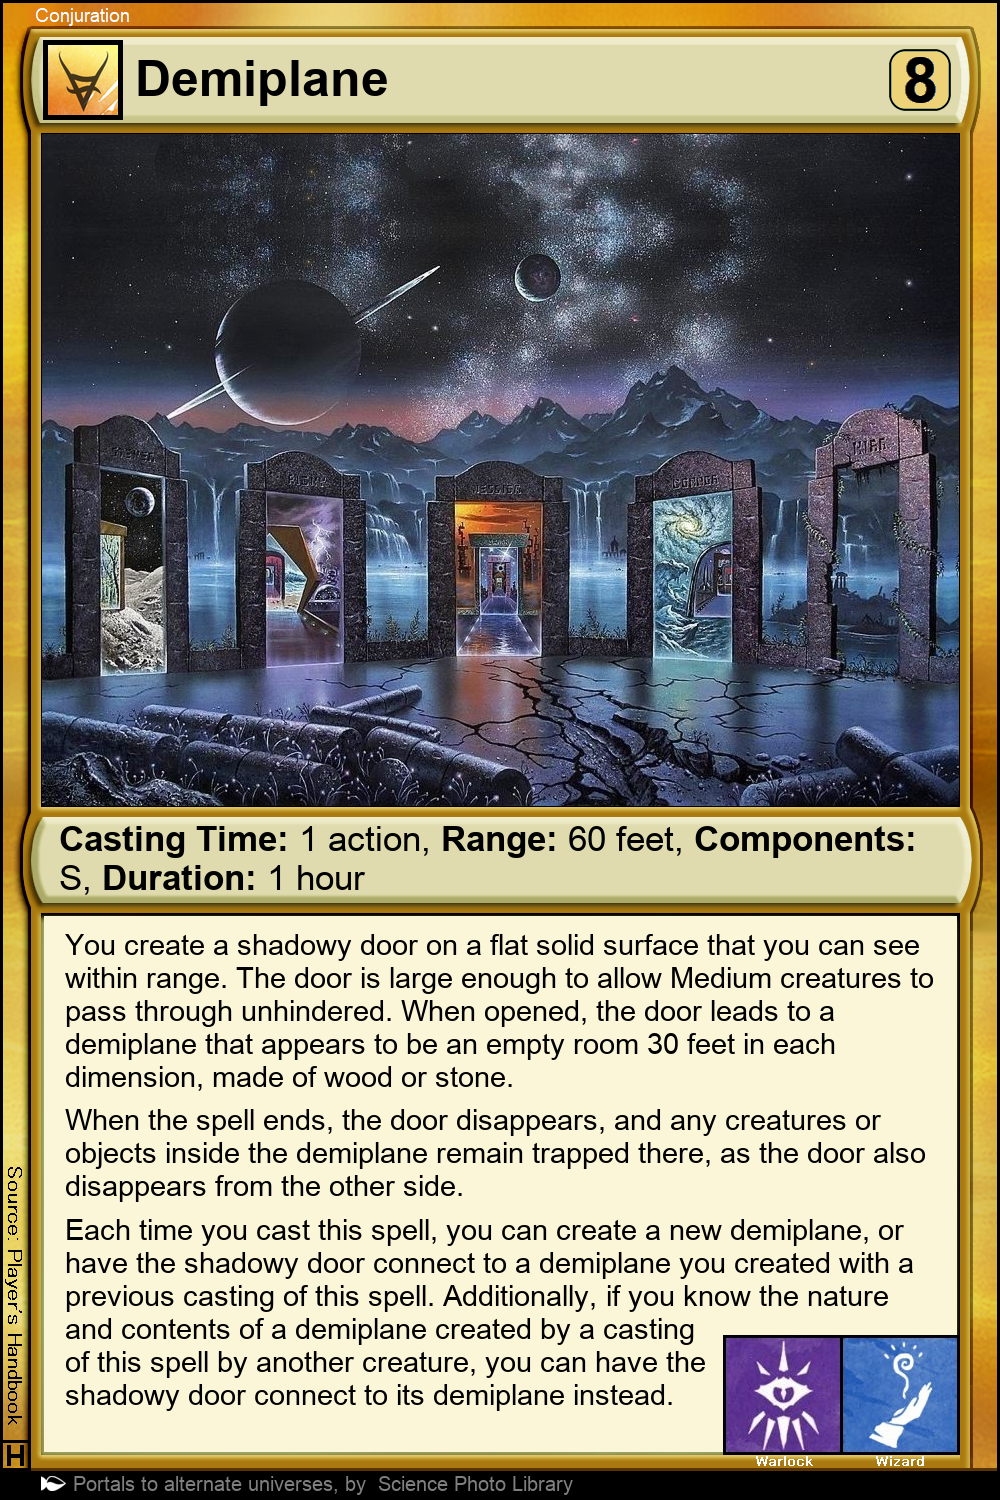 Conjuration
Demiplane
8
Casting Time: 1 action, Range: 60 feet, Components:
S, Duration: 1 hour
You create a shadowy door on a flat solid surface that you can see
within range. The door is large enough to allow Medium creatures to
pass through unhindered. When opened, the door leads to a
demiplane that appears to be an empty room 30 feet in each
dimension, made of wood or stone.
When the spell ends, the door disappears, and any creatures or
objects inside the demiplane remain trapped there, as the door also
disappears from the other side.
Each time you cast this spell, you can create a new demiplane, or
have the shadowy door connect to a demiplane you created with a
previous casting of this spell. Additionally, if you know the nature
and contents of a demiplane created by a casting
of this spell by another creature, you can have the
shadowy door connect to its demiplane instead.
Warlock
Wizard
Source: Player's Handbook
H
Portals to alternate universes, by Science Photo Library